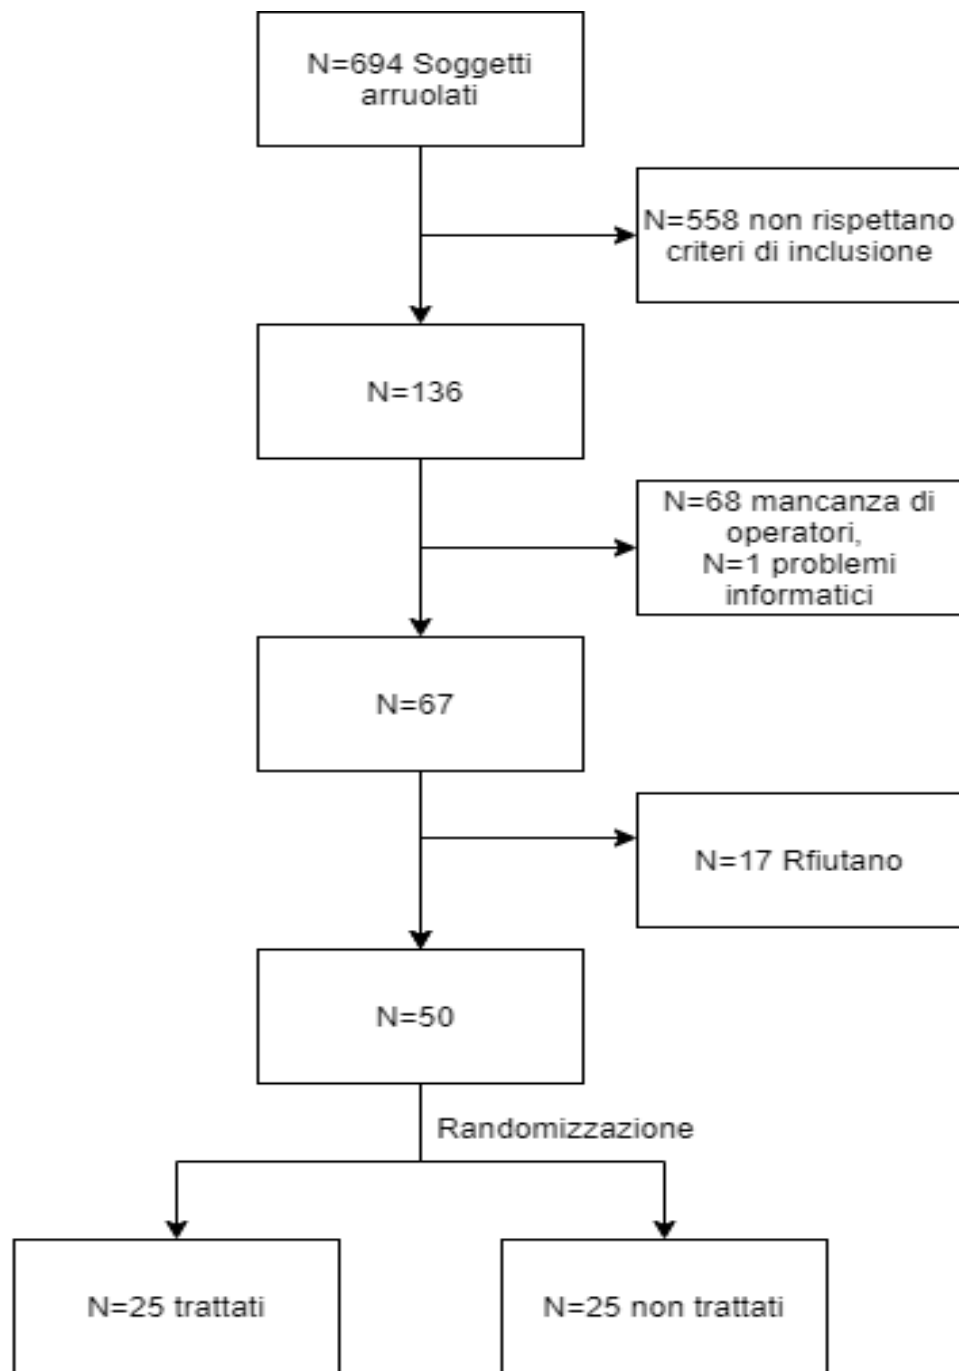 N=694 Soggetti
arruolati
N=558 non rispettano
criteri di inclusione
N=136
N=68 mancanza di
operatori,
N=1 problemi
informatici
N=67
N=17 Rfiutano
N=50
Randomizzazione
N=25 trattati
N=25 non trattati